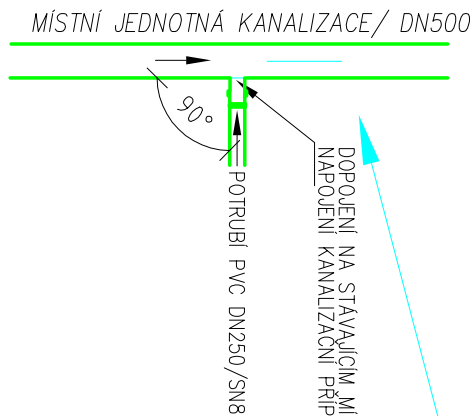 MÍSTNÍ JEDNOTNÁ KANALIZACE/ DN500
90°
POTRUBÍ PVC DN250/SN8
DOPOJENÍ NA STÁVAJÍCÍM MÍ
NAPOJENÍ KANALIZAČNÍ PŘÍP